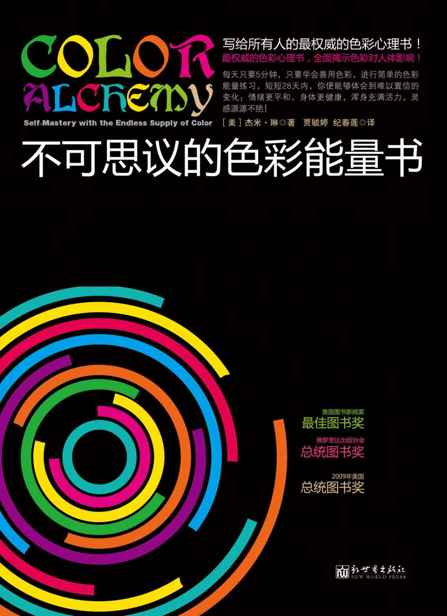 COLOR
ALCHEMY
Self-Mastery with the Endless Supply of Color
写给所有人的最权威的色彩心理书！
最权威的色彩心理书，全面揭示色彩对人体影响！
每天只要5分钟，只要学会善用色彩，进行简单的色彩
能量练习，短短28天内，你便能够体会到难以置信的
变化：情绪更平和，身体更健康，浑身充满活力，灵
感源源不绝！
［美］杰米·琳◎著 贾毓婷 纪春莲◎译
不可思议的色彩能量书
美国图书新闻奖
最佳图书奖
总统图书奖
2009年美国
总统图书奖
新世界出版社
NEW WORLD PRESS